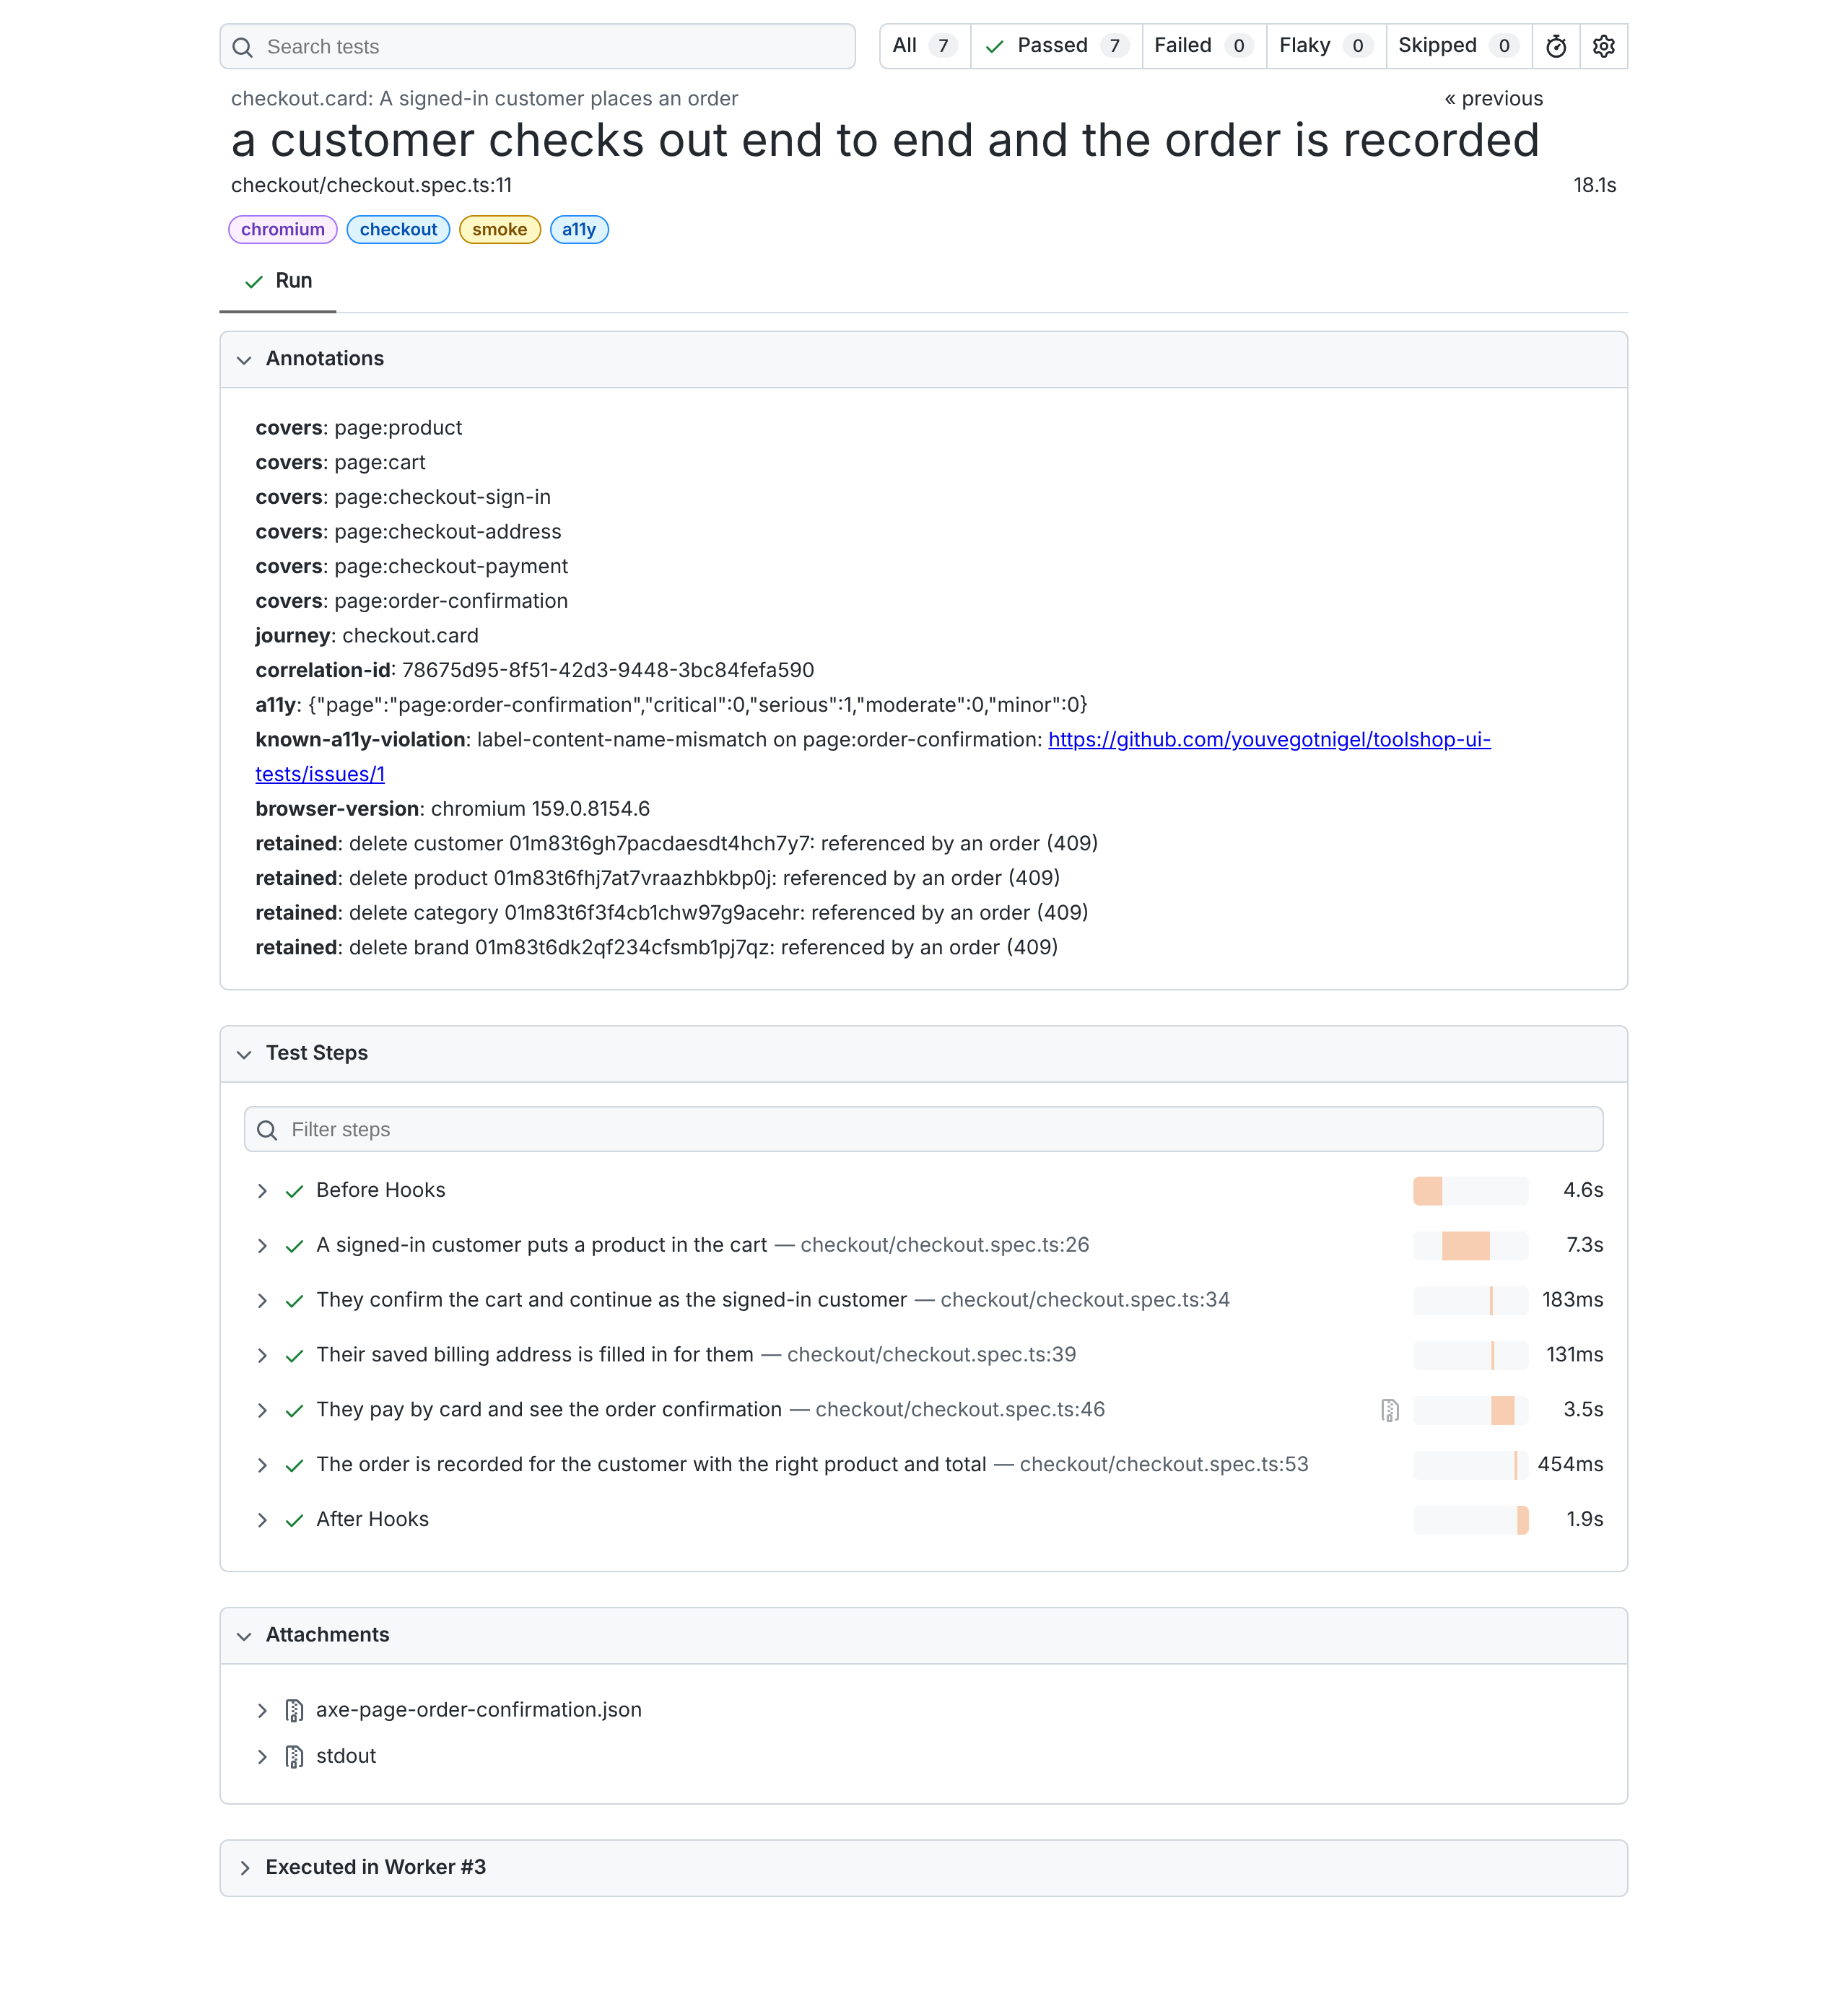 Search tests
All 7 Passed 7 Failed 0 Flaky 0 Skipped 0
checkout.card: A signed-in customer places an order « previous
a customer checks out end to end and the order is recorded
checkout/checkout.spec.ts:11 18.1s
chromium checkout smoke a11y
Run
Annotations
covers: page:product
covers: page:cart
covers: page:checkout-sign-in
covers: page:checkout-address
covers: page:checkout-payment
covers: page:order-confirmation
journey: checkout.card
correlation-id: 78675d95-8f51-42d3-9448-3bc84fefa590
a11y: {"page":"page:order-confirmation","critical":0,"serious":1,"moderate":0,"minor":0}
known-a11y-violation: label-content-name-mismatch on page:order-confirmation: https://github.com/youvegotnigel/toolshop-ui-
tests/issues/1
browser-version: chromium 159.0.8154.6
retained: delete customer 01m83t6gh7pacdaesdt4hch7y7: referenced by an order (409)
retained: delete product 01m83t6fhj7at7vraazhbkbp0j: referenced by an order (409)
retained: delete category 01m83t6f3f4cb1chw97g9acehr: referenced by an order (409)
retained: delete brand 01m83t6dk2qf234cfsmb1pj7qz: referenced by an order (409)
Test Steps
Filter steps
Before Hooks 4.6s
A signed-in customer puts a product in the cart — checkout/checkout.spec.ts:26 7.3s
They confirm the cart and continue as the signed-in customer — checkout/checkout.spec.ts:34 183ms
Their saved billing address is filled in for them — checkout/checkout.spec.ts:39 131ms
They pay by card and see the order confirmation — checkout/checkout.spec.ts:46 3.5s
The order is recorded for the customer with the right product and total — checkout/checkout.spec.ts:53 454ms
After Hooks 1.9s
Attachments
axe-page-order-confirmation.json
stdout
Executed in Worker #3